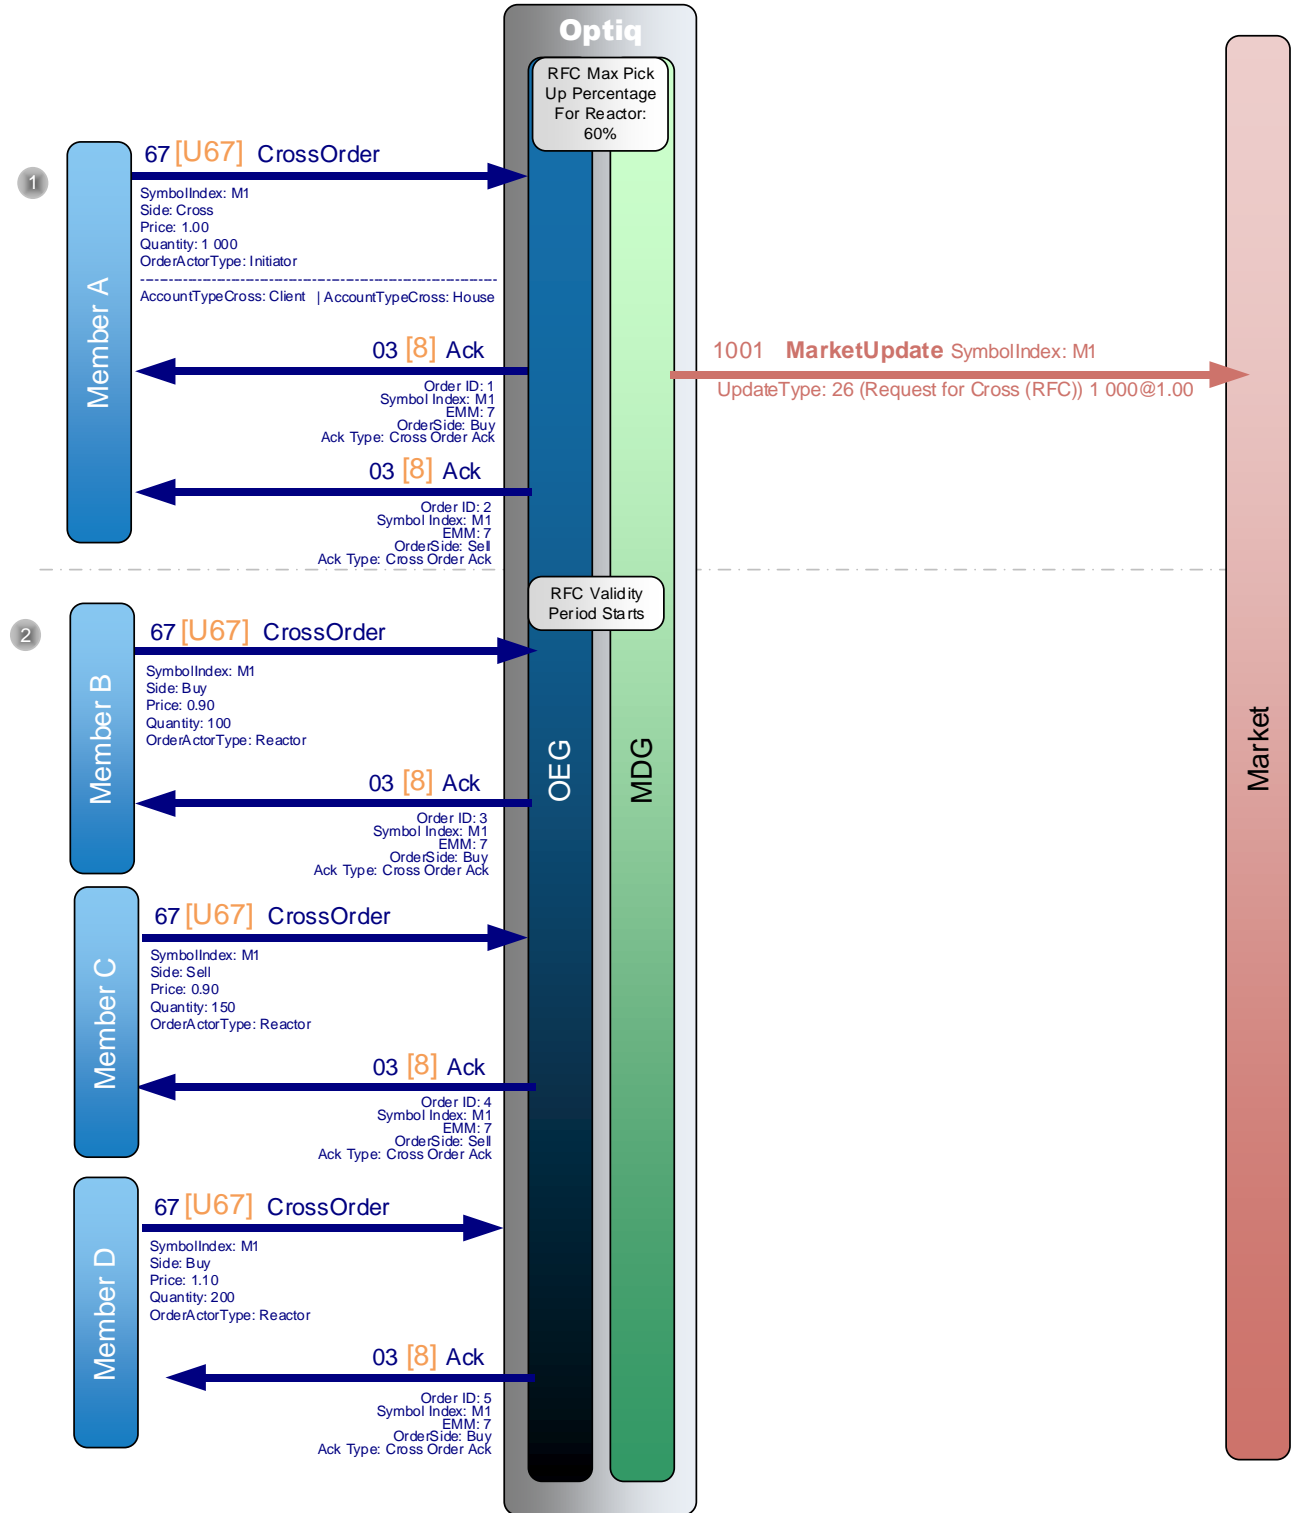 Optiq
RFC Max Pick
Up Percentage
For Reactor:
60%
1
Member A
67 [U67] CrossOrder
SymbolIndex: M1
Side: Cross
Price: 1.00
Quantity: 1 000
OrderActorType: Initiator
AccountTypeCross: Client | AccountTypeCross: House
03 [8] Ack
Order ID: 1
Symbol Index: M1
EMM: 7
OrderSide: Buy
Ack Type: Cross Order Ack
1001 MarketUpdate SymbolIndex: M1
UpdateType: 26 (Request for Cross (RFC)) 1 000@1.00
03 [8] Ack
Order ID: 2
Symbol Index: M1
EMM: 7
OrderSide: Sell
Ack Type: Cross Order Ack
RFC Validity
Period Starts
2
Member B
67 [U67] CrossOrder
SymbolIndex: M1
Side: Buy
Price: 0.90
Quantity: 100
OrderActorType: Reactor
OEG
MDG
Market
03 [8] Ack
Order ID: 3
Symbol Index: M1
EMM: 7
OrderSide: Buy
Ack Type: Cross Order Ack
Member C
67 [U67] CrossOrder
SymbolIndex: M1
Side: Sell
Price: 0.90
Quantity: 150
OrderActorType: Reactor
03 [8] Ack
Order ID: 4
Symbol Index: M1
EMM: 7
OrderSide: Sell
Ack Type: Cross Order Ack
Member D
67 [U67] CrossOrder
SymbolIndex: M1
Side: Buy
Price: 1.10
Quantity: 200
OrderActorType: Reactor
03 [8] Ack
Order ID: 5
Symbol Index: M1
EMM: 7
OrderSide: Buy
Ack Type: Cross Order Ack